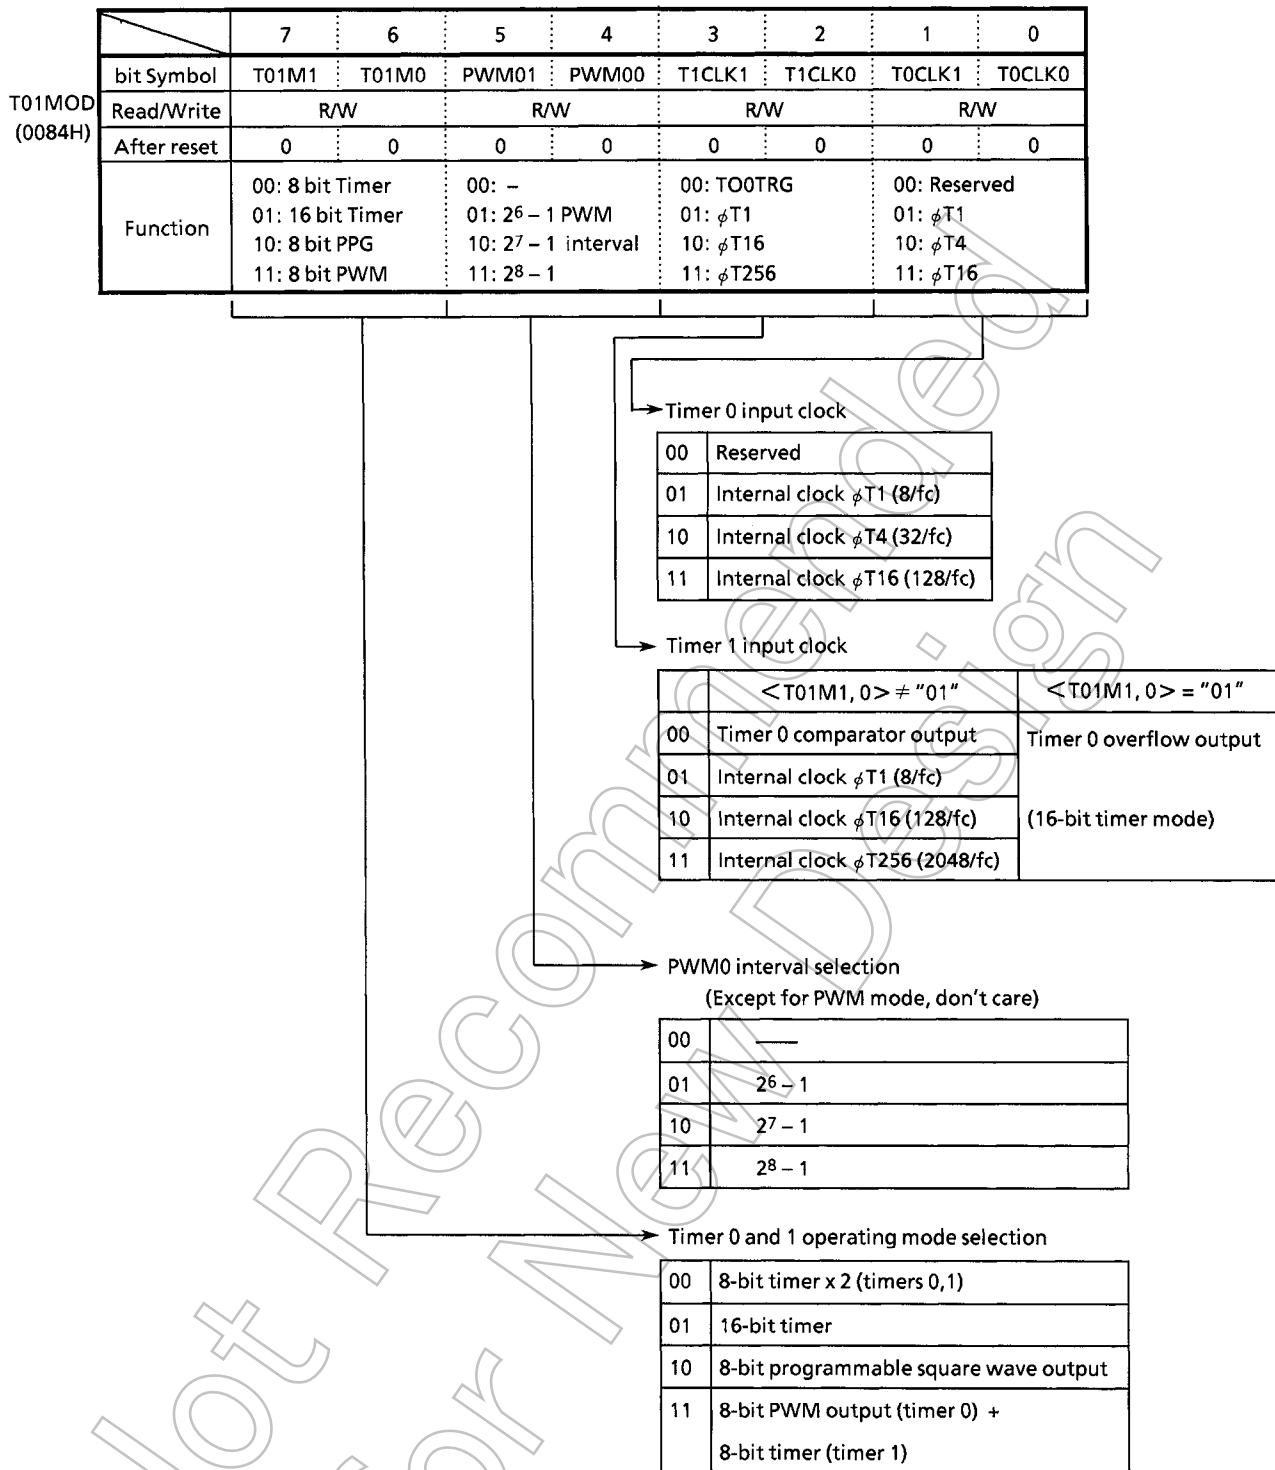 7 6 5 4 3 2 1 0
bit Symbol T01M1 T01M0 PWM01 PWM00 T1CLK1 T1CLK0 T0CLK1 T0CLK0
T01MOD
(0084H)
Read/Write R/W R/W R/W R/W
After reset 0 0 0 0 0 0 0 0
Function
00: 8 bit Timer 00: – 00: TO0TRG 00: Reserved
01: 16 bit Timer 01: 2⁶ – 1 PWM 01: φT1 01: φT1
10: 8 bit PPG 10: 2⁷ – 1 interval 10: φT16 10: φT4
11: 8 bit PWM 11: 2⁸ – 1 11: φT256 11: φT16
Timer 0 input clock
00 Reserved
01 Internal clock φT1 (8/fc)
10 Internal clock φT4 (32/fc)
11 Internal clock φT16 (128/fc)
Timer 1 input clock
<T01M1, 0> ≠ "01" <T01M1, 0> = "01"
00 Timer 0 comparator output Timer 0 overflow output
01 Internal clock φT1 (8/fc)
10 Internal clock φT16 (128/fc) (16-bit timer mode)
11 Internal clock φT256 (2048/fc)
PWM0 interval selection
(Except for PWM mode, don't care)
00 —
01 2⁶ – 1
10 2⁷ – 1
11 2⁸ – 1
Timer 0 and 1 operating mode selection
00 8-bit timer x 2 (timers 0,1)
01 16-bit timer
10 8-bit programmable square wave output
11 8-bit PWM output (timer 0) +
8-bit timer (timer 1)
Not Recommended
for New Design